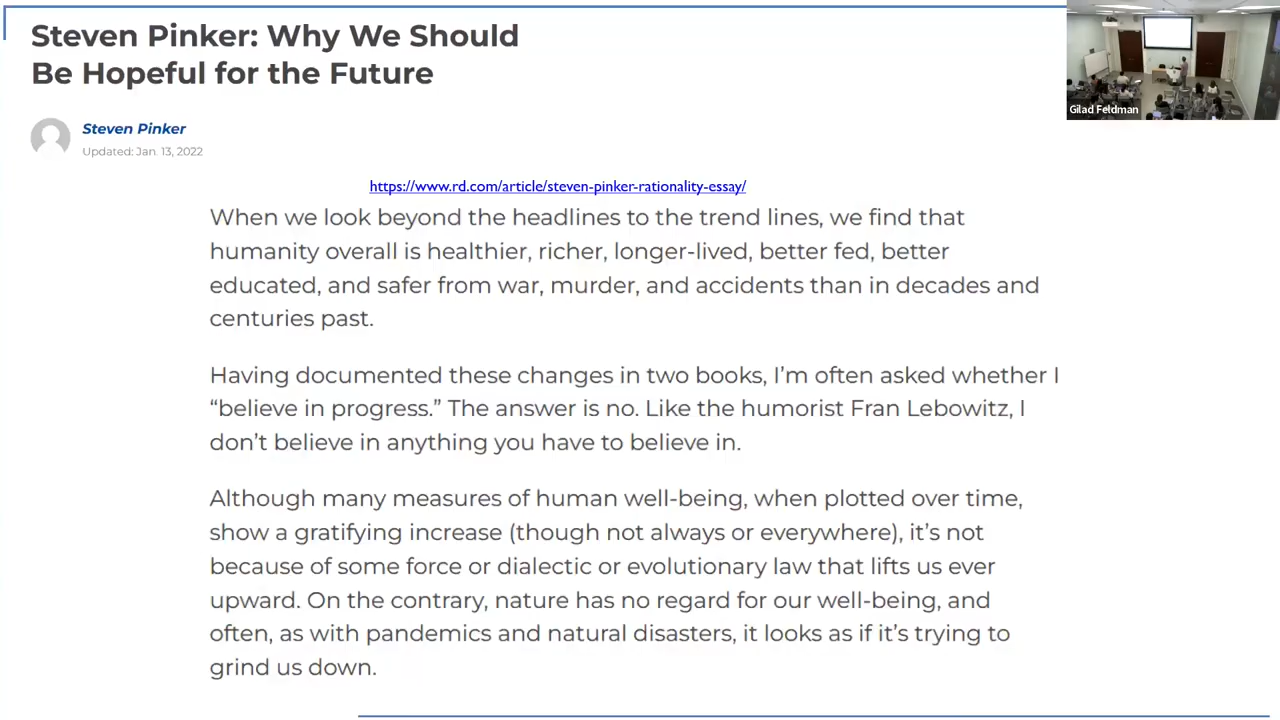 Steven Pinker: Why We Should
Be Hopeful for the Future
Gilad Feldman
Steven Pinker
Updated: Jan. 13, 2022
https://www.rd.com/article/steven-pinker-rationality-essay/
When we look beyond the headlines to the trend lines, we find that
humanity overall is healthier, richer, longer-lived, better fed, better
educated, and safer from war, murder, and accidents than in decades and
centuries past.
Having documented these changes in two books, I’m often asked whether I
“believe in progress.” The answer is no. Like the humorist Fran Lebowitz, I
don’t believe in anything you have to believe in.
Although many measures of human well-being, when plotted over time,
show a gratifying increase (though not always or everywhere), it’s not
because of some force or dialectic or evolutionary law that lifts us ever
upward. On the contrary, nature has no regard for our well-being, and
often, as with pandemics and natural disasters, it looks as if it’s trying to
grind us down.